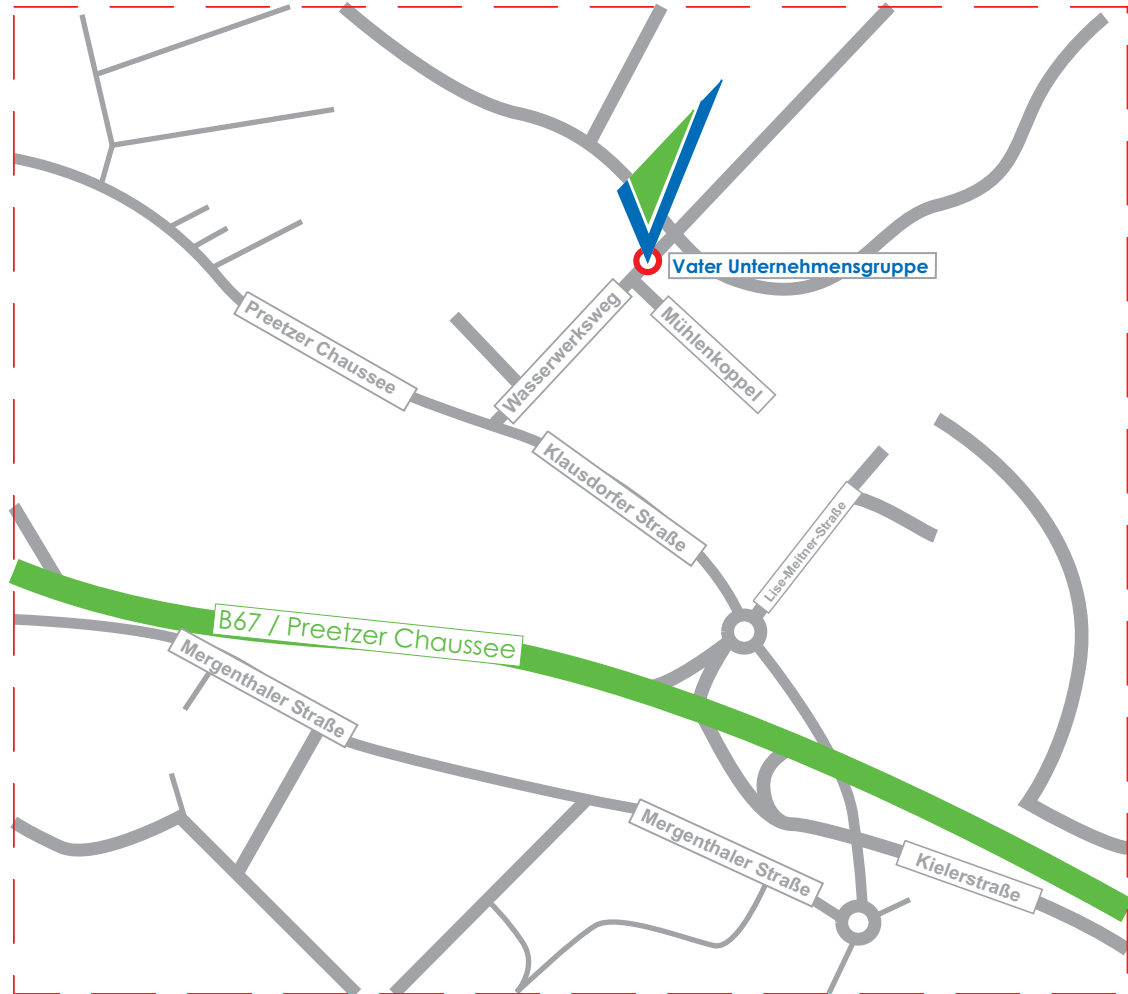 Vater Unternehmensgruppe
Preetzer Chaussee
Wasserwerksweg
Mühlenkoppel
Klausdorfer Straße
Lise-Meitner-Straße
B67 / Preetzer Chaussee
Mergenthaler Straße
Mergenthaler Straße
Kielerstraße